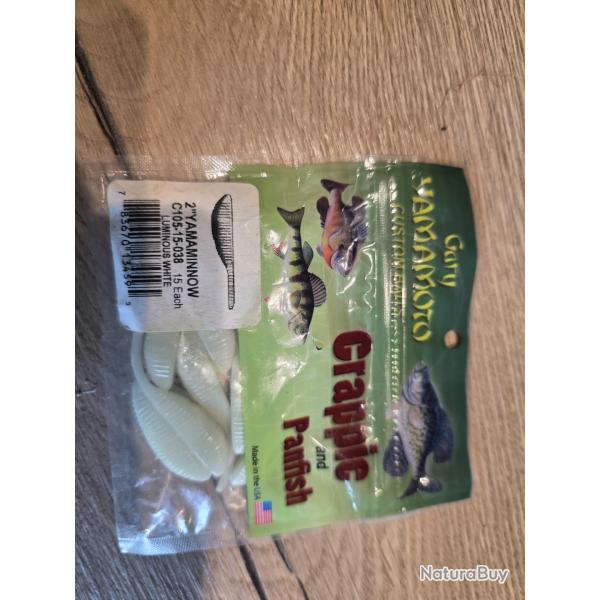 Gary
YAMAMOTO
CUSTOM BAITS
Crappie
and
Panfish
Made in the USA
2" YAMAMINNOW
C105-15-038 15 Each
LUMINOUS WHITE
NaturaBuy